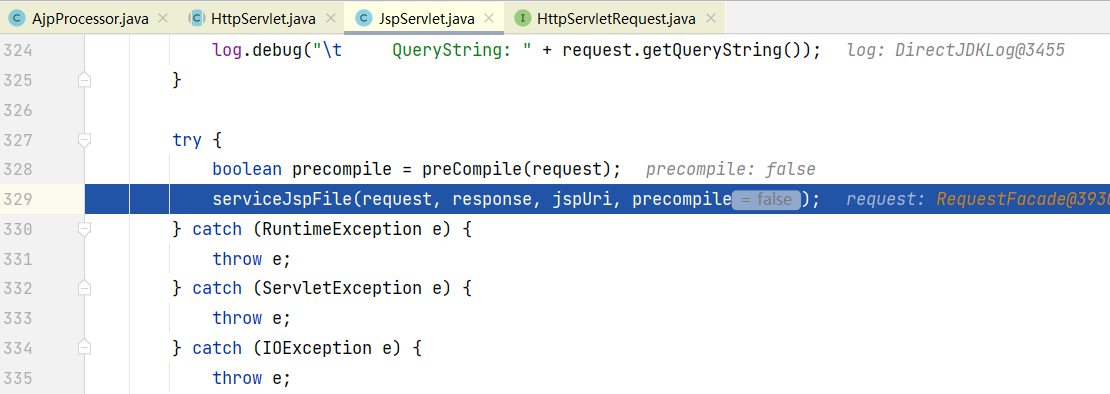 AjpProcessor.java HttpServlet.java JspServlet.java HttpServletRequest.java
324 log.debug("\t QueryString: " + request.getQueryString()); log: DirectJDKLog@3455
325 }
326
327 try {
328 boolean precompile = preCompile(request); precompile: false
329 serviceJspFile(request, response, jspUri, precompile = false ); request: RequestFacade@393
330 } catch (RuntimeException e) {
331 throw e;
332 } catch (ServletException e) {
333 throw e;
334 } catch (IOException e) {
335 throw e;